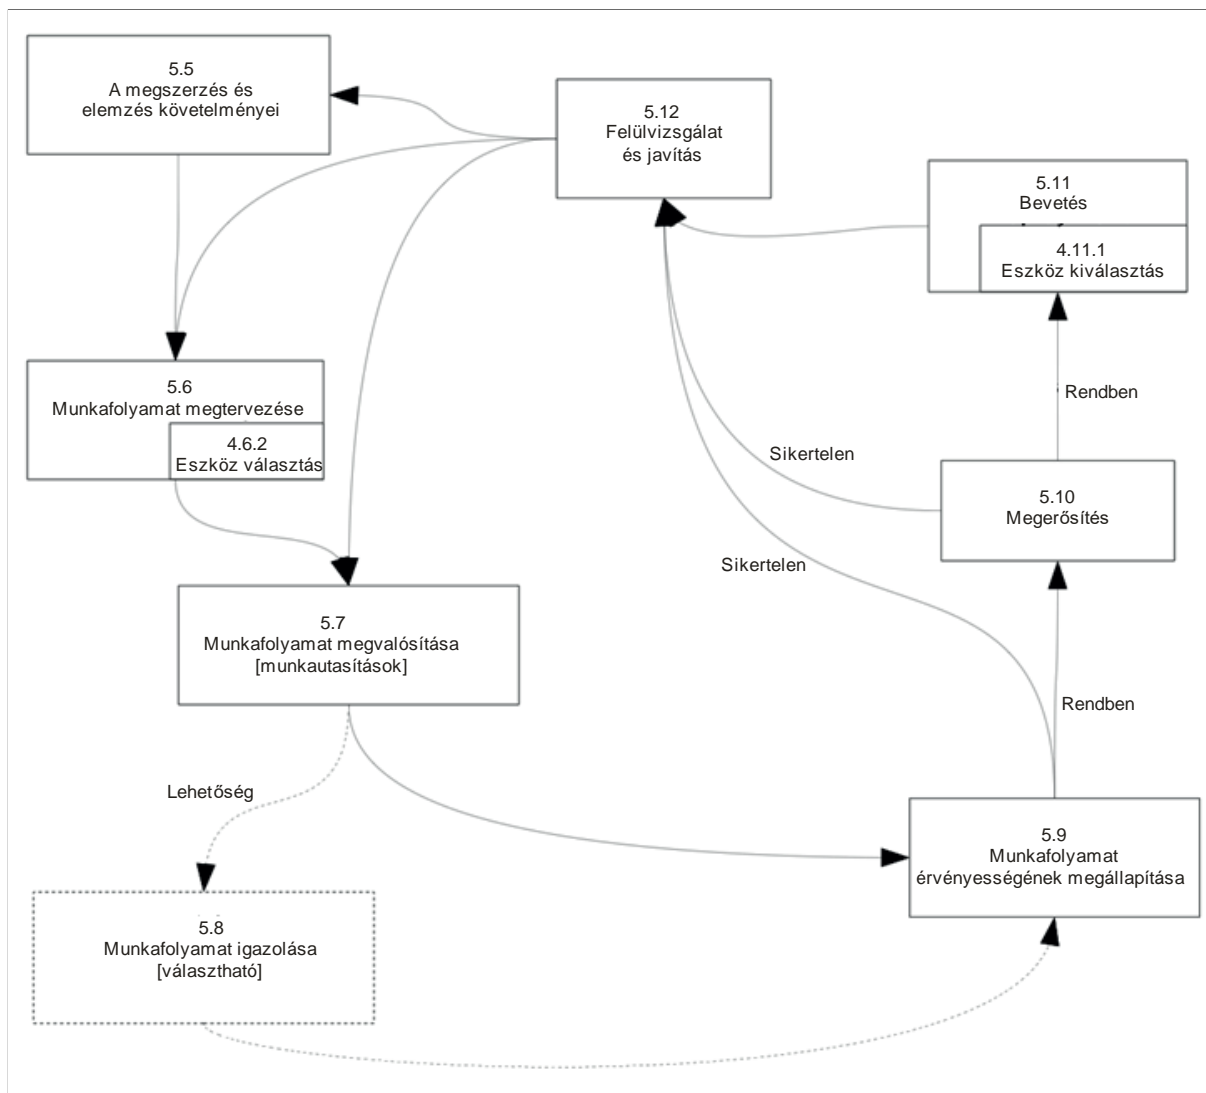 5.5
A megszerzés és
elemzés követelményei
5.12
Felülvizsgálat
és javítás
5.11
Bevetés
4.11.1
Eszköz kiválasztás
5.6
Munkafolyamat megtervezése
4.6.2
Eszköz választás
Rendben
Sikertelen
5.10
Megerősítés
Sikertelen
5.7
Munkafolyamat megvalósítása
[munkautasítások]
Rendben
Lehetőség
5.9
Munkafolyamat
érvényességének megállapítása
5.8
Munkafolyamat igazolása
[választható]